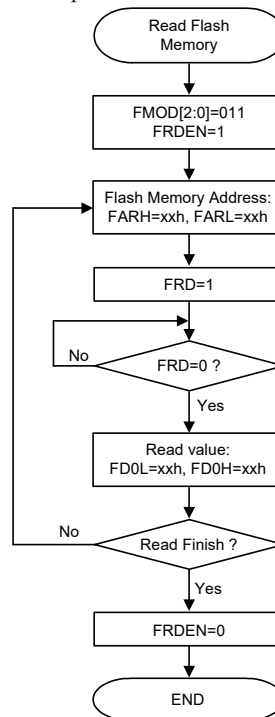 Read Flash
Memory
FMOD[2:0]=011
FRDEN=1
Flash Memory Address:
FARH=xxh, FARL=xxh
FRD=1
No
FRD=0 ?
Yes
Read value:
FD0L=xxh, FD0H=xxh
No
Read Finish ?
Yes
FRDEN=0
END